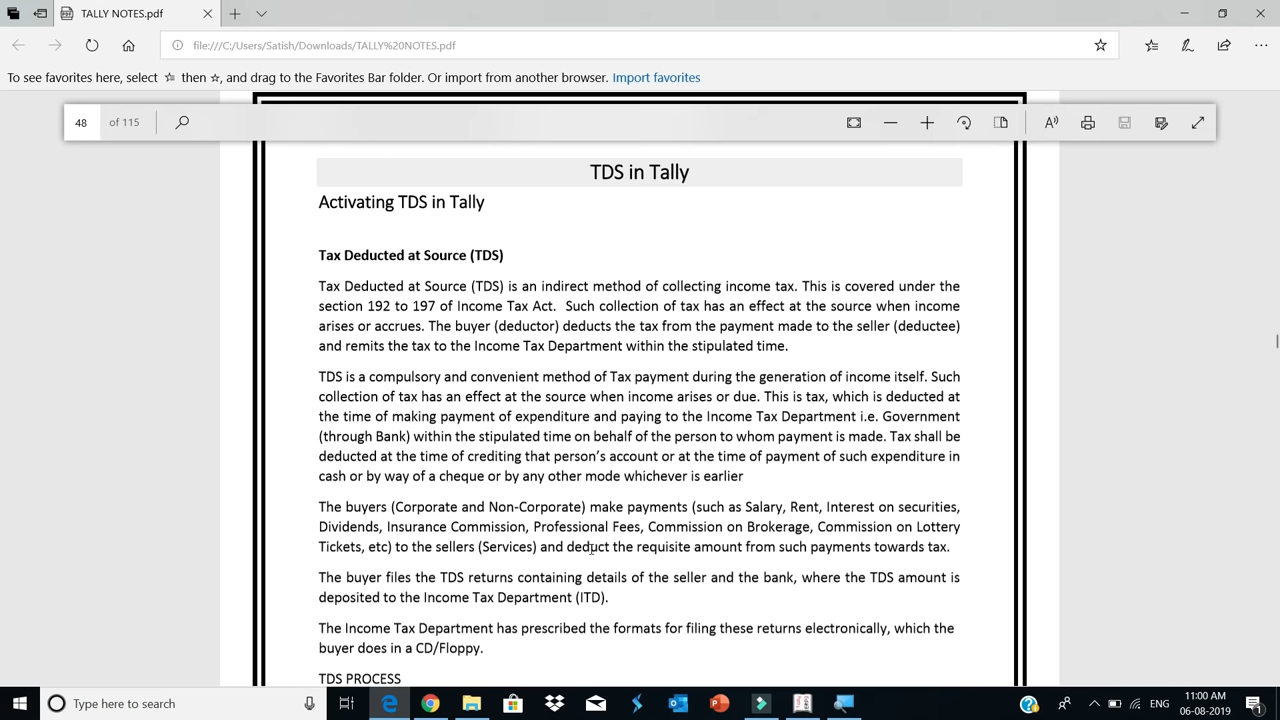 TALLY NOTES.pdf
file:///C:/Users/Satish/Downloads/TALLY%20NOTES.pdf
To see favorites here, select then ☆, and drag to the Favorites Bar folder. Or import from another browser. Import favorites
48 of 115
TDS in Tally
Activating TDS in Tally
Tax Deducted at Source (TDS)
Tax Deducted at Source (TDS) is an indirect method of collecting income tax. This is covered under the
section 192 to 197 of Income Tax Act. Such collection of tax has an effect at the source when income
arises or accrues. The buyer (deductor) deducts the tax from the payment made to the seller (deductee)
and remits the tax to the Income Tax Department within the stipulated time.
TDS is a compulsory and convenient method of Tax payment during the generation of income itself. Such
collection of tax has an effect at the source when income arises or due. This is tax, which is deducted at
the time of making payment of expenditure and paying to the Income Tax Department i.e. Government
(through Bank) within the stipulated time on behalf of the person to whom payment is made. Tax shall be
deducted at the time of crediting that person's account or at the time of payment of such expenditure in
cash or by way of a cheque or by any other mode whichever is earlier
The buyers (Corporate and Non-Corporate) make payments (such as Salary, Rent, Interest on securities,
Dividends, Insurance Commission, Professional Fees, Commission on Brokerage, Commission on Lottery
Tickets, etc) to the sellers (Services) and deduct the requisite amount from such payments towards tax.
The buyer files the TDS returns containing details of the seller and the bank, where the TDS amount is
deposited to the Income Tax Department (ITD).
The Income Tax Department has prescribed the formats for filing these returns electronically, which the
buyer does in a CD/Floppy.
TDS PROCESS
Type here to search
ENG
11:00 AM
06-08-2019